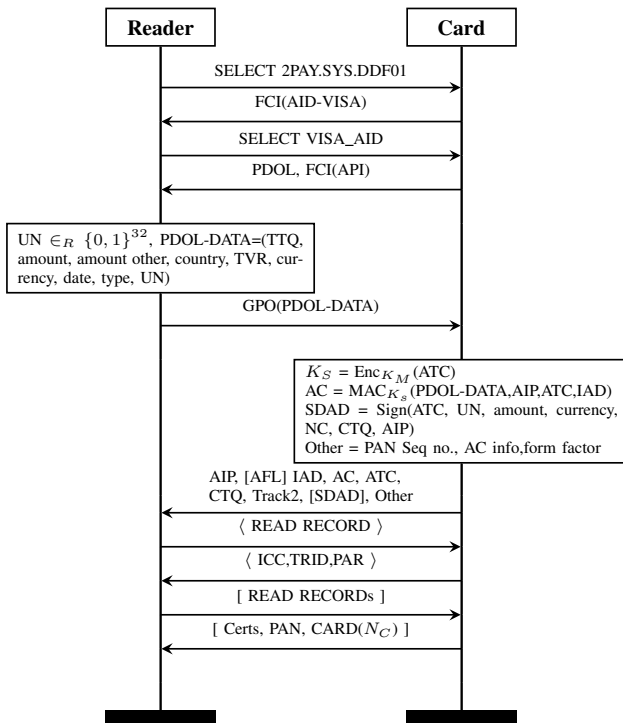 Reader Card
SELECT 2PAY.SYS.DDF01
FCI(AID-VISA)
SELECT VISA_AID
PDOL, FCI(API)
UN ∈R {0, 1}^32, PDOL-DATA=(TTQ,
amount, amount other, country, TVR, cur-
rency, date, type, UN)
GPO(PDOL-DATA)
K_S = Enc_{K_M}(ATC)
AC = MAC_{K_s}(PDOL-DATA,AIP,ATC,IAD)
SDAD = Sign(ATC, UN, amount, currency,
NC, CTQ, AIP)
Other = PAN Seq no., AC info,form factor
AIP, [AFL] IAD, AC, ATC,
CTQ, Track2, [SDAD], Other
⟨ READ RECORD ⟩
⟨ ICC,TRID,PAR ⟩
[ READ RECORDs ]
[ Certs, PAN, CARD(N_C) ]